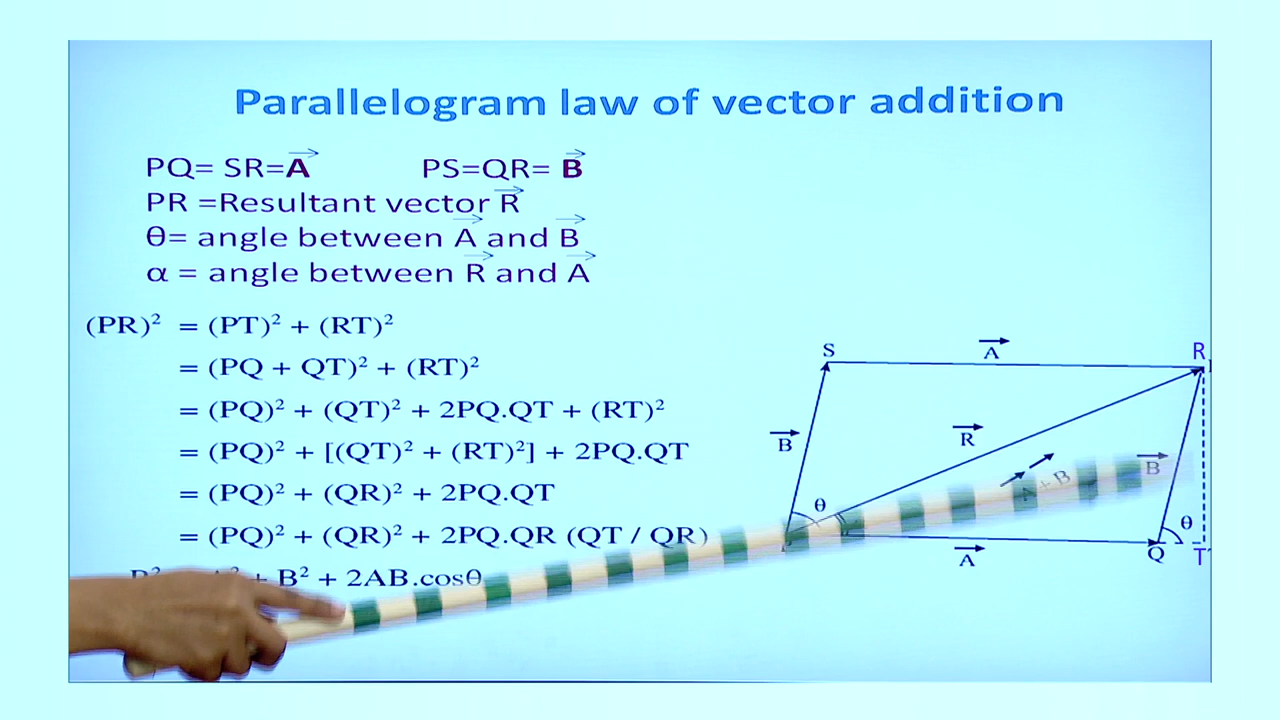 Parallelogram law of vector addition
PQ= SR=A PS=QR= B
PR =Resultant vector R
θ= angle between A and B
α = angle between R and A
(PR)² = (PT)² + (RT)²
= (PQ + QT)² + (RT)²
= (PQ)² + (QT)² + 2PQ.QT + (RT)²
= (PQ)² + [(QT)² + (RT)²] + 2PQ.QT
= (PQ)² + (QR)² + 2PQ.QT
= (PQ)² + (QR)² + 2PQ.QR (QT / QR)
+ B² + 2AB.cosθ
S
A
R
B
R
A + B
B
θ
θ
A
Q
T